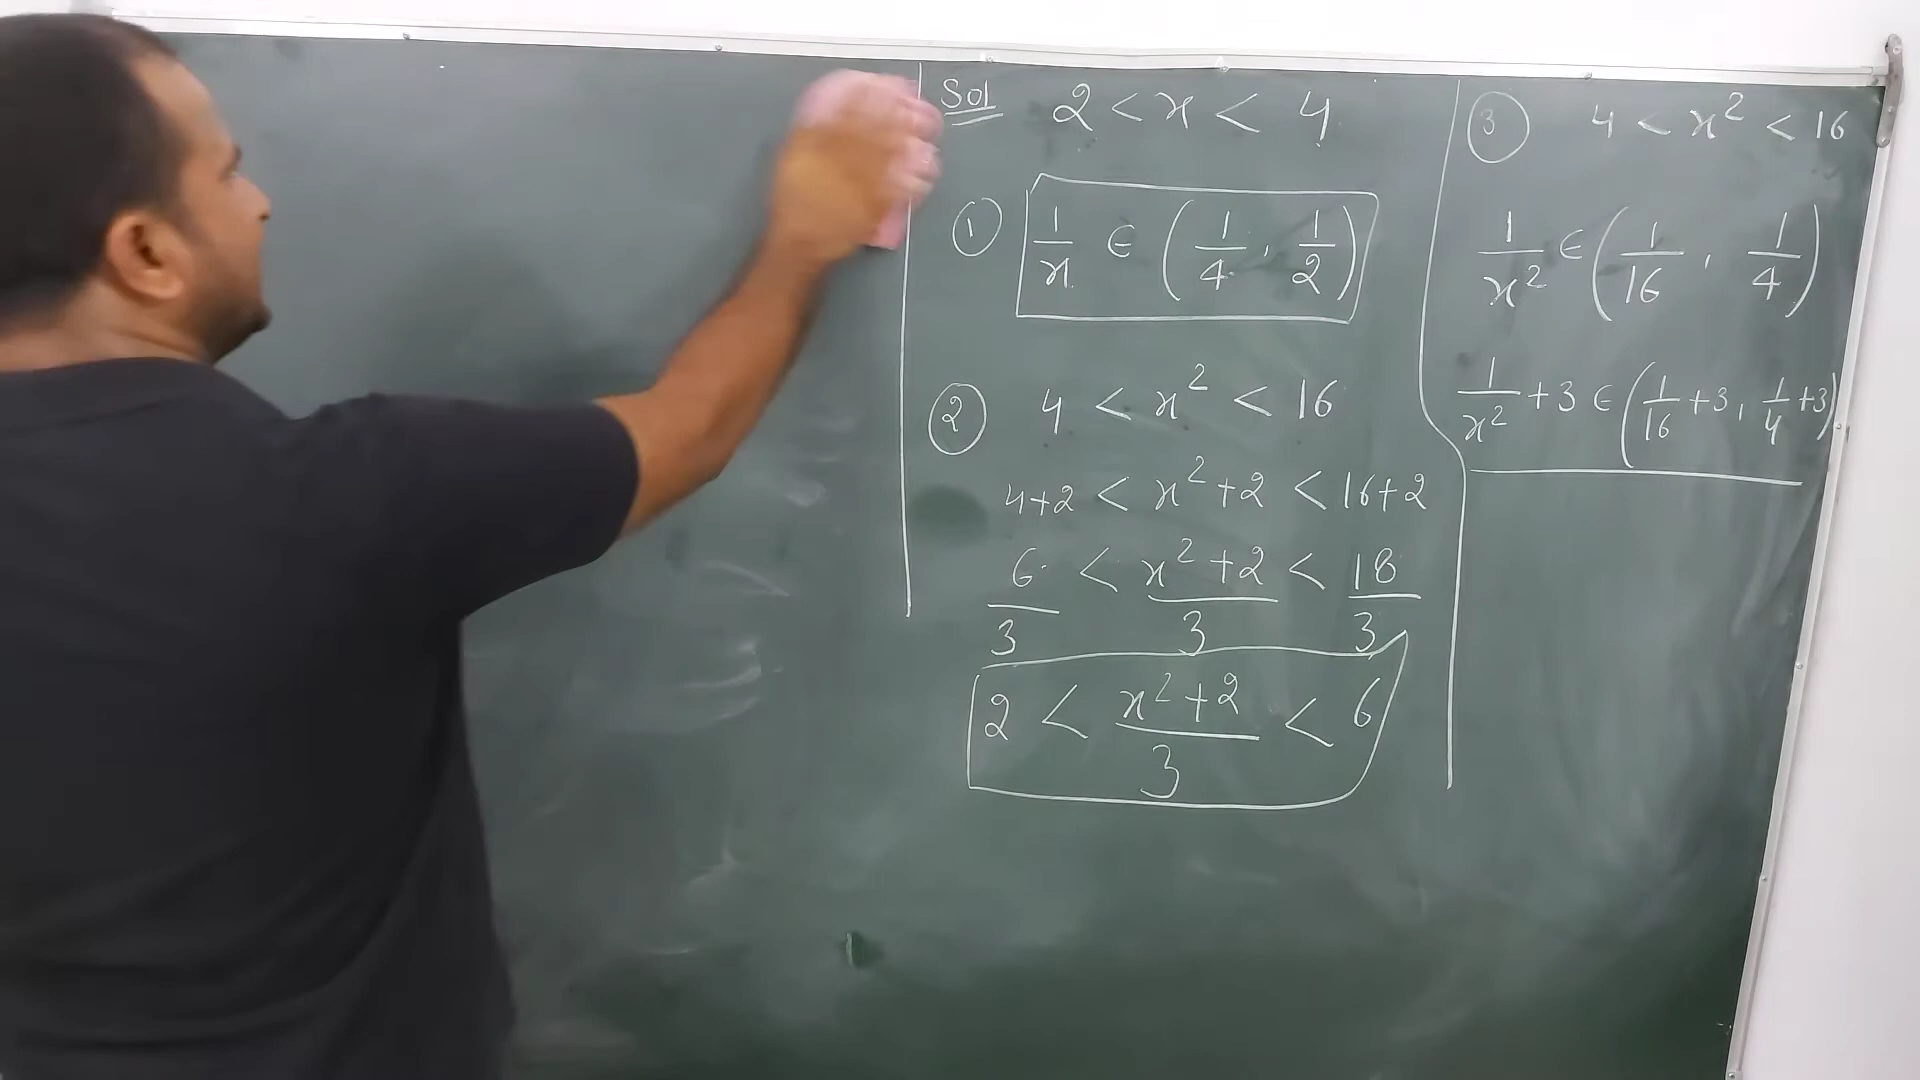 Sol 2 < x < 4
① 1/x ∈ (1/4, 1/2)
② 4 < x² < 16
4+2 < x²+2 < 16+2
6/3 < (x²+2)/3 < 18/3
2 < (x²+2)/3 < 6
③ 4 < x² < 16
1/x² ∈ (1/16, 1/4)
1/x² + 3 ∈ (1/16 + 3, 1/4 + 3)